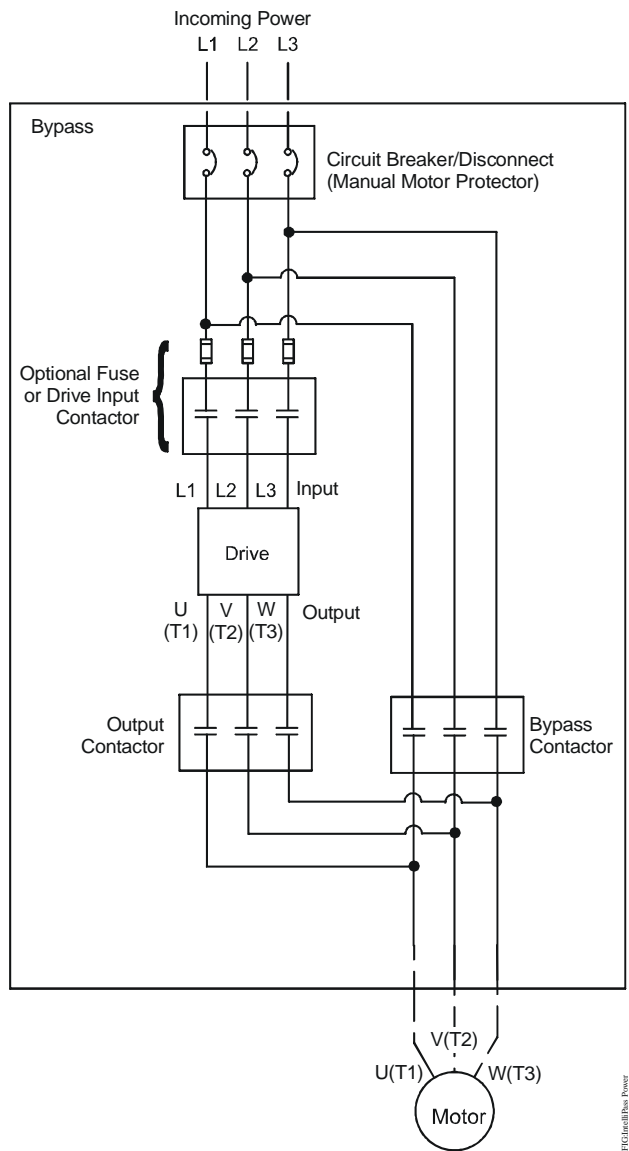 Incoming Power
L1 L2 L3
Bypass
Circuit Breaker/Disconnect
(Manual Motor Protector)
Optional Fuse
or Drive Input
Contactor
L1 L2 L3 Input
Drive
U V W Output
(T1) (T2) (T3)
Output
Contactor
Bypass
Contactor
V(T2)
U(T1) W(T3)
Motor
FIG:IntelliPass Power